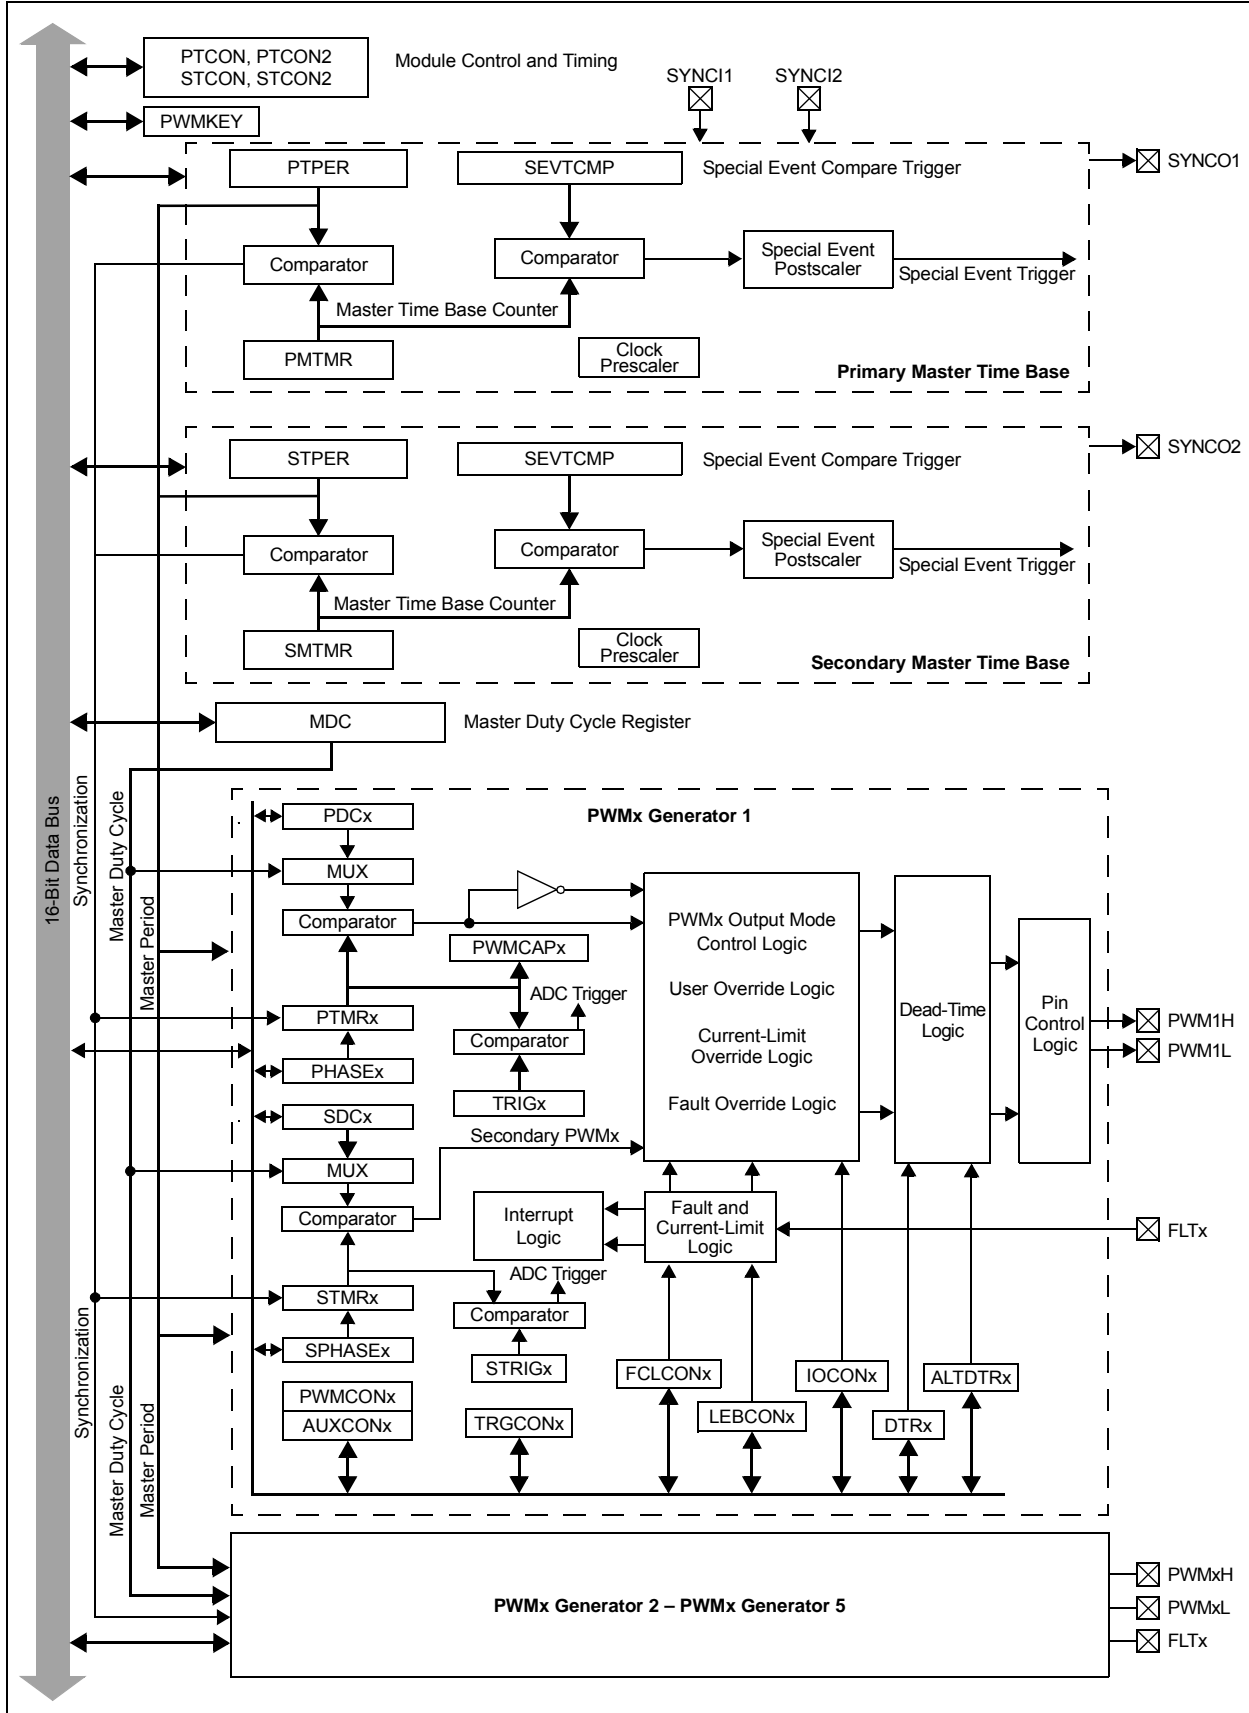 PTCON, PTCON2
STCON, STCON2
Module Control and Timing
SYNCI1
SYNCI2
PWMKEY
PTPER
SEVTCMP
Special Event Compare Trigger
SYNCO1
Comparator
Comparator
Special Event
Postscaler
Special Event Trigger
Master Time Base Counter
PMTMR
Clock
Prescaler
Primary Master Time Base
STPER
SEVTCMP
Special Event Compare Trigger
SYNCO2
Comparator
Comparator
Special Event
Postscaler
Special Event Trigger
Master Time Base Counter
SMTMR
Clock
Prescaler
Secondary Master Time Base
MDC
Master Duty Cycle Register
16-Bit Data Bus
Synchronization
Master Duty Cycle
Master Period
PWMx Generator 1
PDCx
MUX
Comparator
PWMCAPx
ADC Trigger
PTMRx
Comparator
PHASEx
TRIGx
SDCx
Secondary PWMx
MUX
Comparator
PWMx Output Mode
Control Logic
User Override Logic
Current-Limit
Override Logic
Fault Override Logic
Dead-Time
Logic
Pin
Control
Logic
PWM1H
PWM1L
Interrupt
Logic
Fault and
Current-Limit
Logic
FLTx
ADC Trigger
STMRx
Comparator
SPHASEx
STRIGx
FCLCONx
IOCONx
ALTDTRx
PWMCONx
AUXCONx
TRGCONx
LEBCONx
DTRx
Synchronization
Master Duty Cycle
Master Period
PWMx Generator 2 – PWMx Generator 5
PWMxH
PWMxL
FLTx